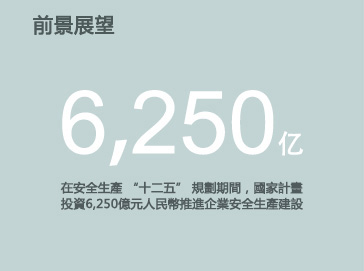 前景展望
6,250亿
在安全生產 “十二五” 規劃期間，國家計畫
投資6,250億元人民幣推進企業安全生產建設